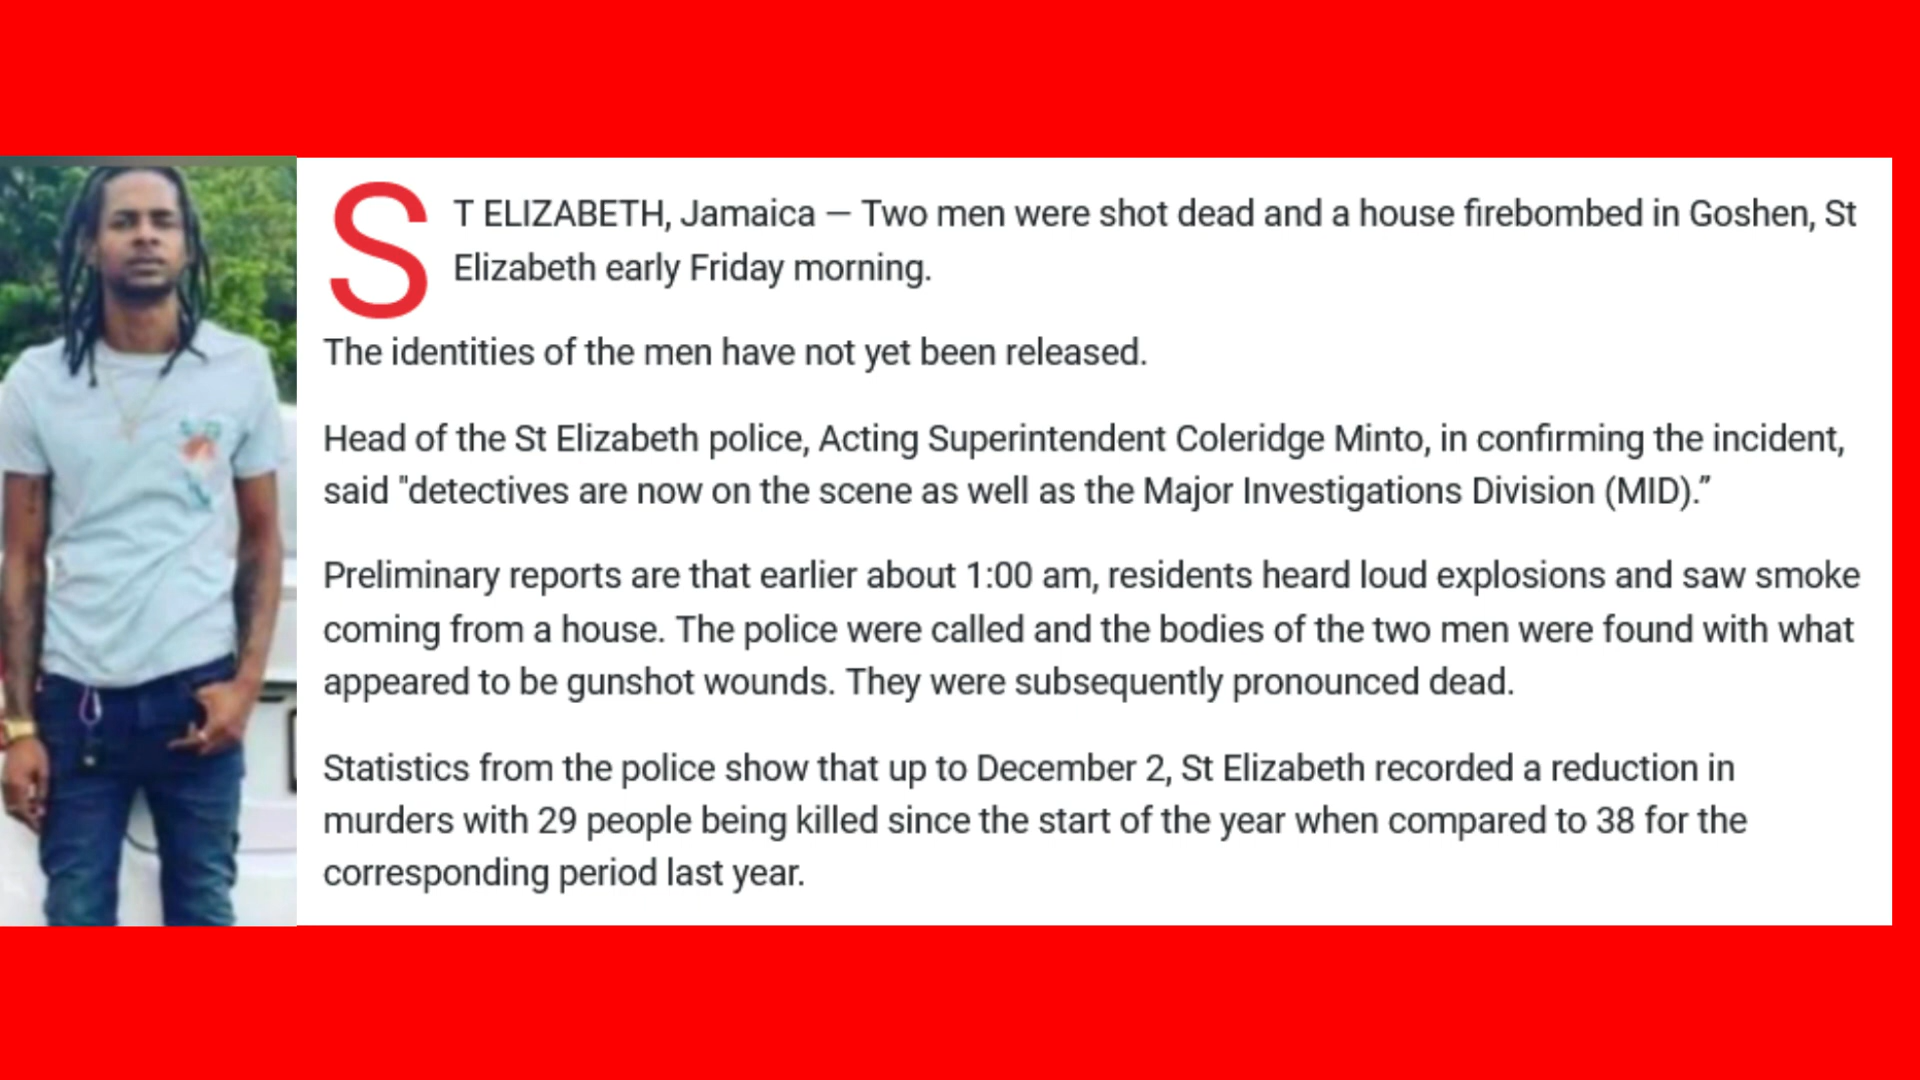 ST ELIZABETH, Jamaica — Two men were shot dead and a house firebombed in Goshen, St
Elizabeth early Friday morning.
The identities of the men have not yet been released.
Head of the St Elizabeth police, Acting Superintendent Coleridge Minto, in confirming the incident,
said "detectives are now on the scene as well as the Major Investigations Division (MID).”
Preliminary reports are that earlier about 1:00 am, residents heard loud explosions and saw smoke
coming from a house. The police were called and the bodies of the two men were found with what
appeared to be gunshot wounds. They were subsequently pronounced dead.
Statistics from the police show that up to December 2, St Elizabeth recorded a reduction in
murders with 29 people being killed since the start of the year when compared to 38 for the
corresponding period last year.